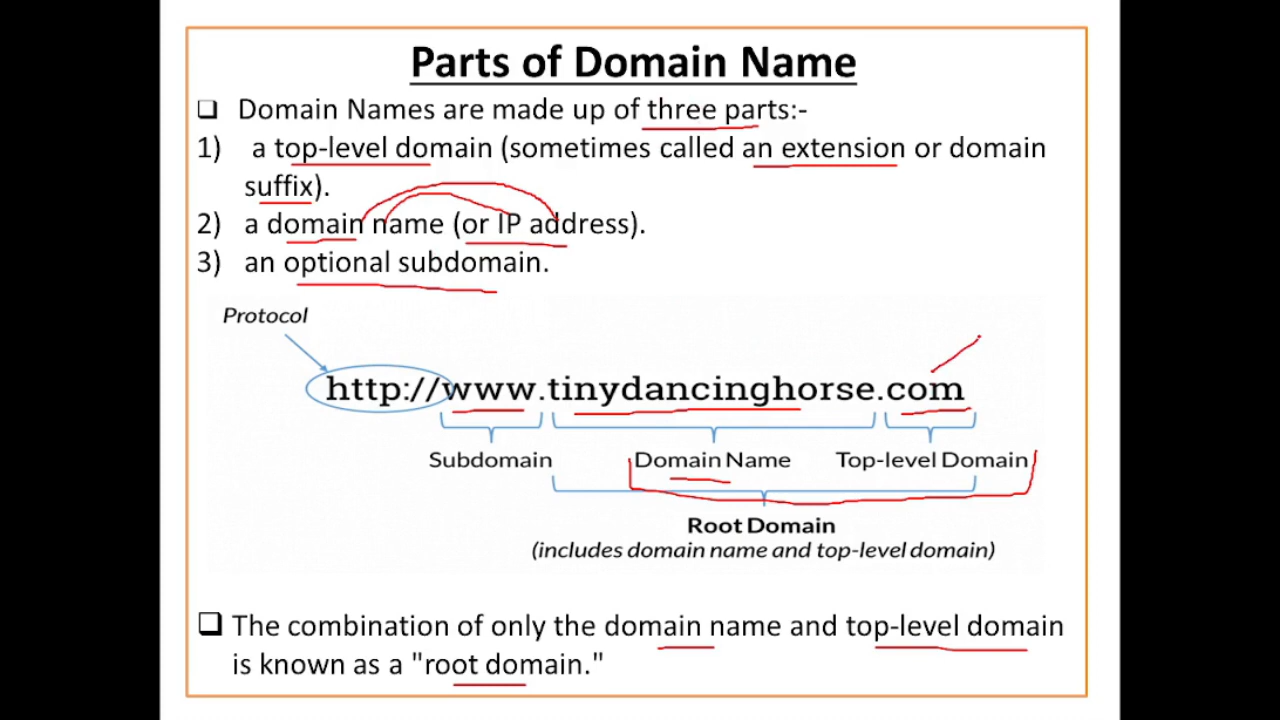 Parts of Domain Name
❑ Domain Names are made up of three parts:-
1) a top-level domain (sometimes called an extension or domain
suffix).
2) a domain name (or IP address).
3) an optional subdomain.
Protocol
http://www.tinydancinghorse.com
Subdomain Domain Name Top-level Domain
Root Domain
(includes domain name and top-level domain)
❑ The combination of only the domain name and top-level domain
is known as a "root domain."